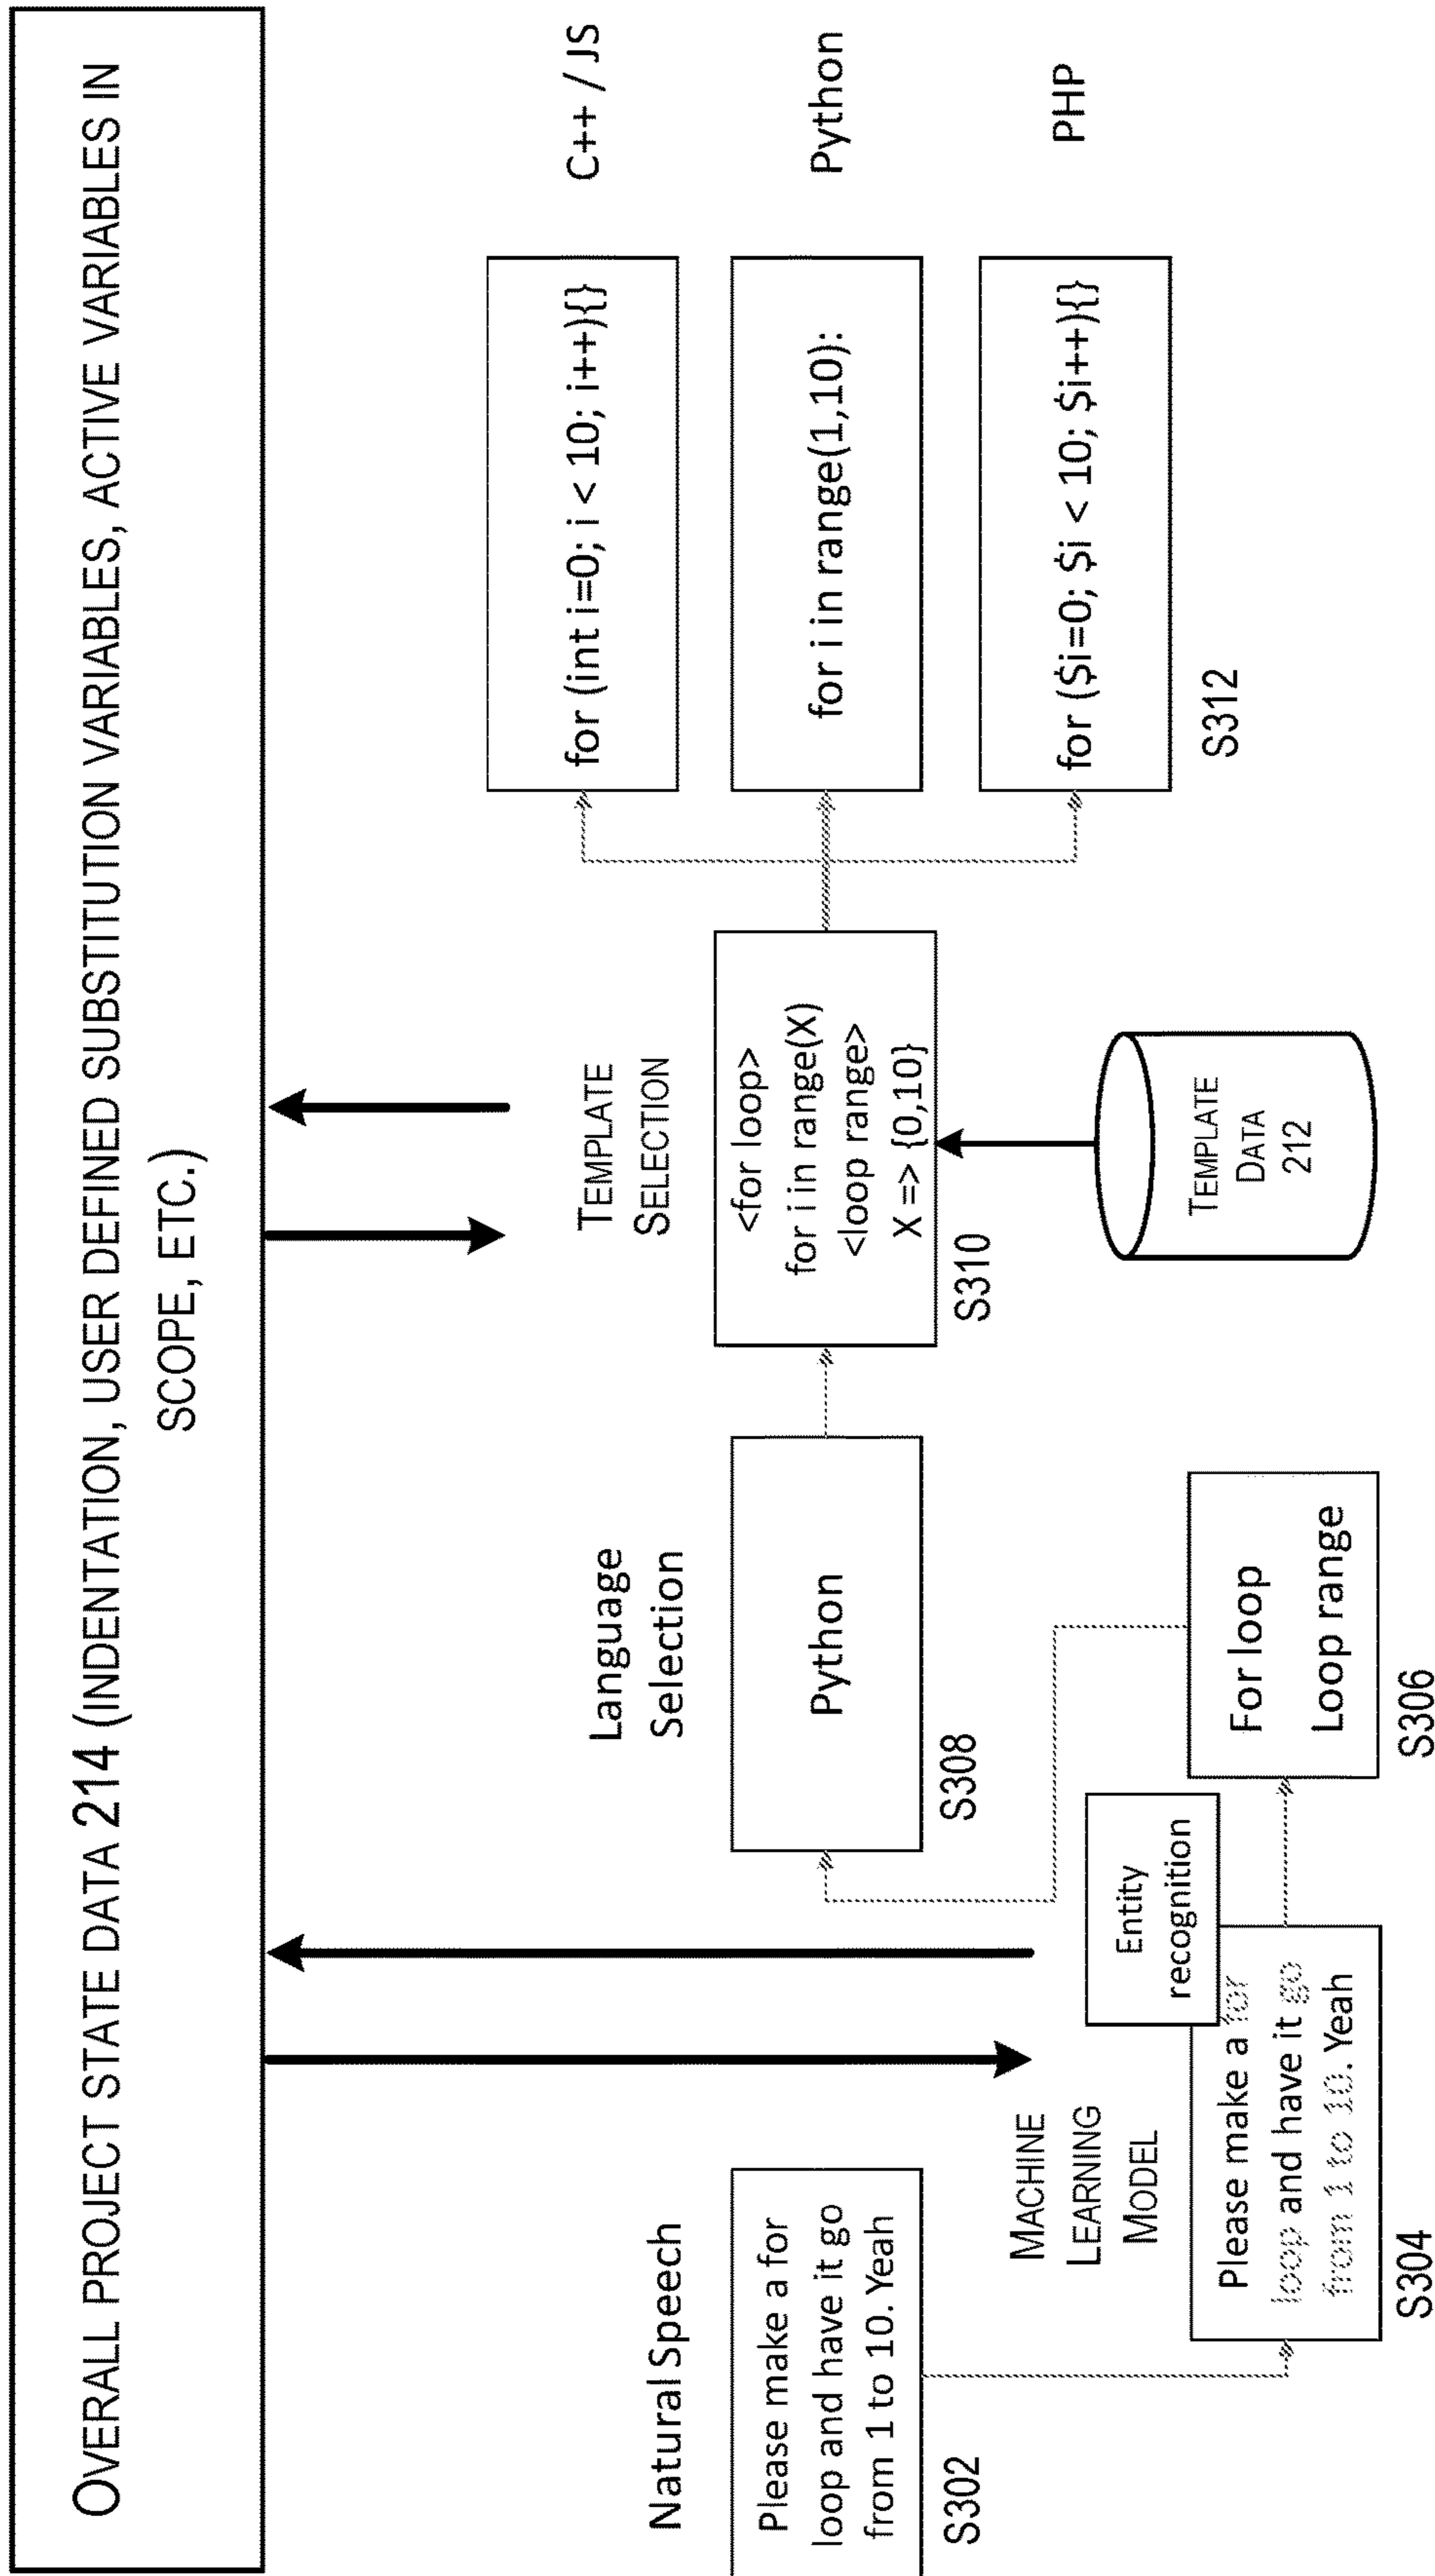 OVERALL PROJECT STATE DATA 214 (INDENTATION, USER DEFINED SUBSTITUTION VARIABLES, ACTIVE VARIABLES IN
SCOPE, ETC.)
Natural Speech
Please make a for
loop and have it go
from 1 to 10. Yeah
S302
MACHINE
LEARNING
MODEL
Please make a for
loop and have it go
from 1 to 10. Yeah
S304
Entity
recognition
For loop
Loop range
S306
Language
Selection
Python
S308
TEMPLATE
SELECTION
<for loop>
for i in range(X)
<loop range>
X => {0,10}
S310
TEMPLATE
DATA
212
for (int i=0; i < 10; i++){}
C++ / JS
for i in range(1,10):
Python
for ($i=0; $i < 10; $i++){}
PHP
S312